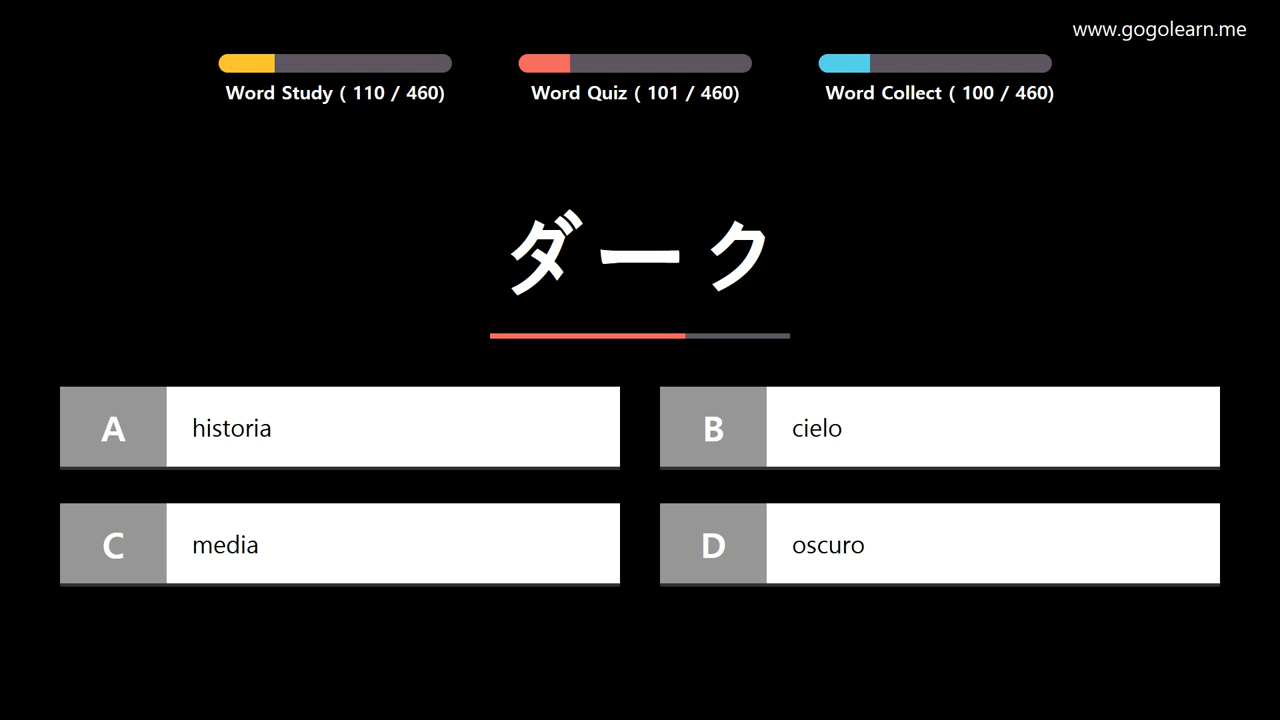 www.gogolearn.me
Word Study ( 110 / 460)
Word Quiz ( 101 / 460)
Word Collect ( 100 / 460)
ダーク
A historia
B cielo
C media
D oscuro